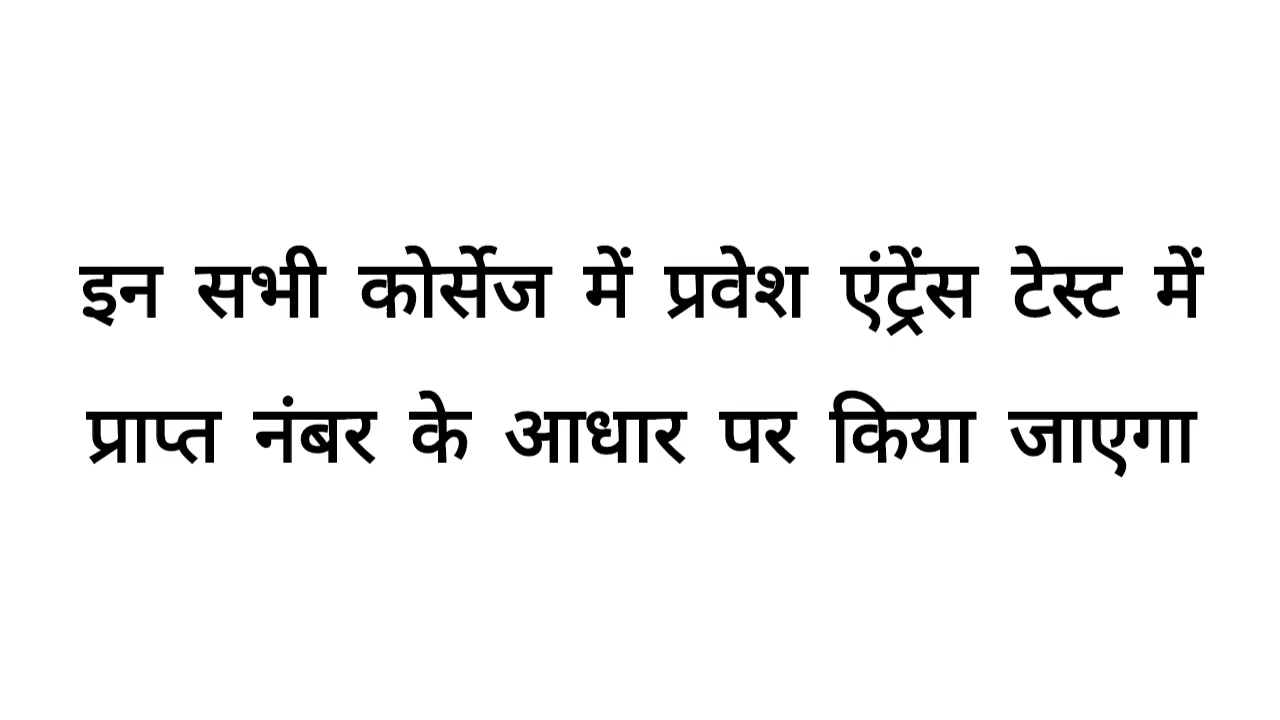 इन सभी कोर्सेज में प्रवेश एंट्रेंस टेस्ट में
प्राप्त नंबर के आधार पर किया जाएगा